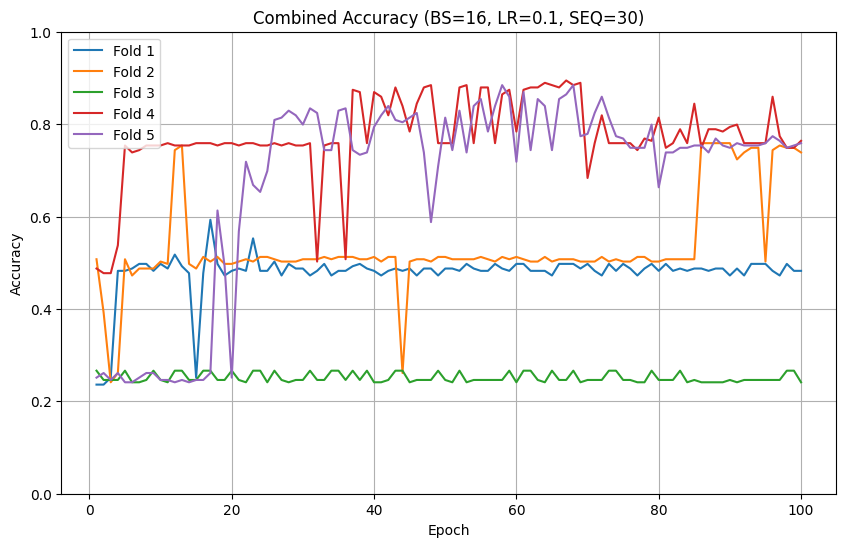 Combined Accuracy (BS=16, LR=0.1, SEQ=30)
Fold 1
Fold 2
Fold 3
Fold 4
Fold 5
Accuracy
1.0
0.8
0.6
0.4
0.2
0.0
0 20 40 60 80 100
Epoch